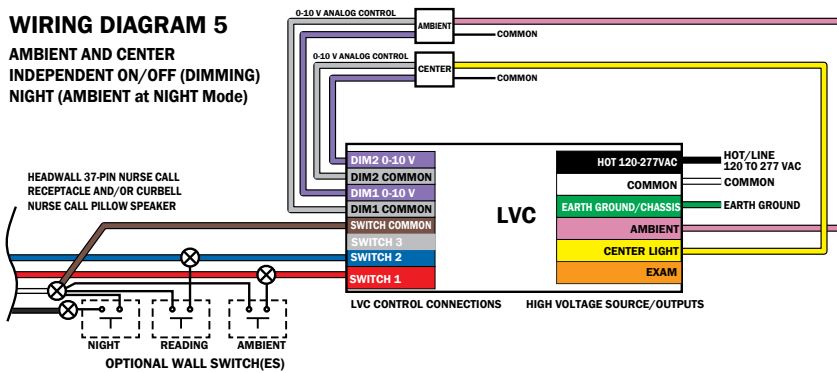 WIRING DIAGRAM 5
AMBIENT AND CENTER
INDEPENDENT ON/OFF (DIMMING)
NIGHT (AMBIENT at NIGHT Mode)
0-10 V ANALOG CONTROL
AMBIENT
COMMON
0-10 V ANALOG CONTROL
CENTER
COMMON
HEADWALL 37-PIN NURSE CALL
RECEPTACLE AND/OR CURBELL
NURSE CALL PILLOW SPEAKER
DIM2 0-10 V
DIM2 COMMON
DIM1 0-10 V
DIM1 COMMON
SWITCH COMMON
SWITCH 3
SWITCH 2
SWITCH 1
LVC
HOT 120-277VAC
COMMON
EARTH GROUND/CHASSIS
AMBIENT
CENTER LIGHT
EXAM
HOT/LINE
120 TO 277 VAC
COMMON
EARTH GROUND
LVC CONTROL CONNECTIONS
HIGH VOLTAGE SOURCE/OUTPUTS
NIGHT
READING
AMBIENT
OPTIONAL WALL SWITCH(ES)